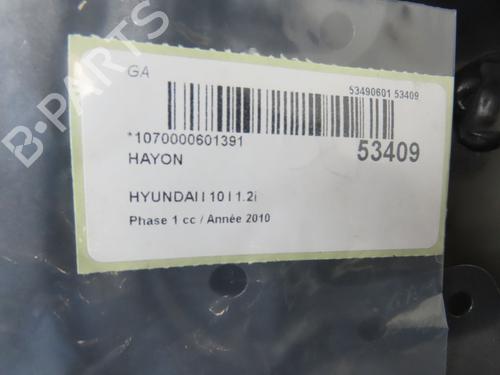 GA
53490601 53409
*1070000601391
53409
HAYON
HYUNDAI I 10 I 1.2i
Phase 1 cc / Année 2010
B-PARTS